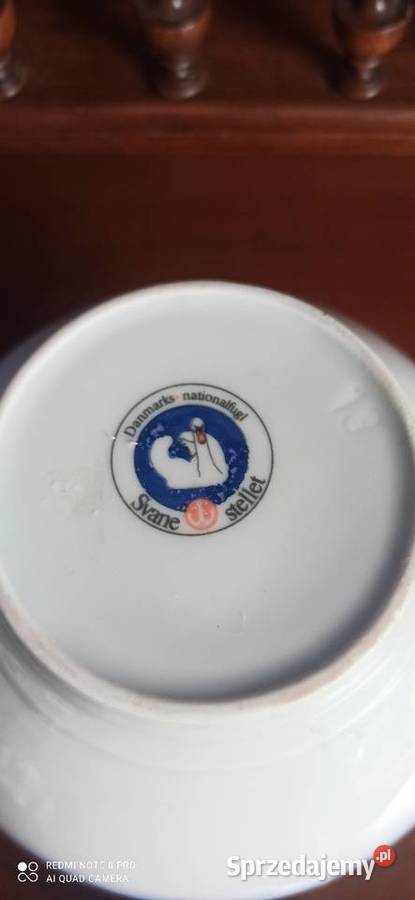 Danmarks nationalfugl
Svane stellet
REDMI NOTE 8 PRO
AI QUAD CAMERA
Sprzedajemy.pl